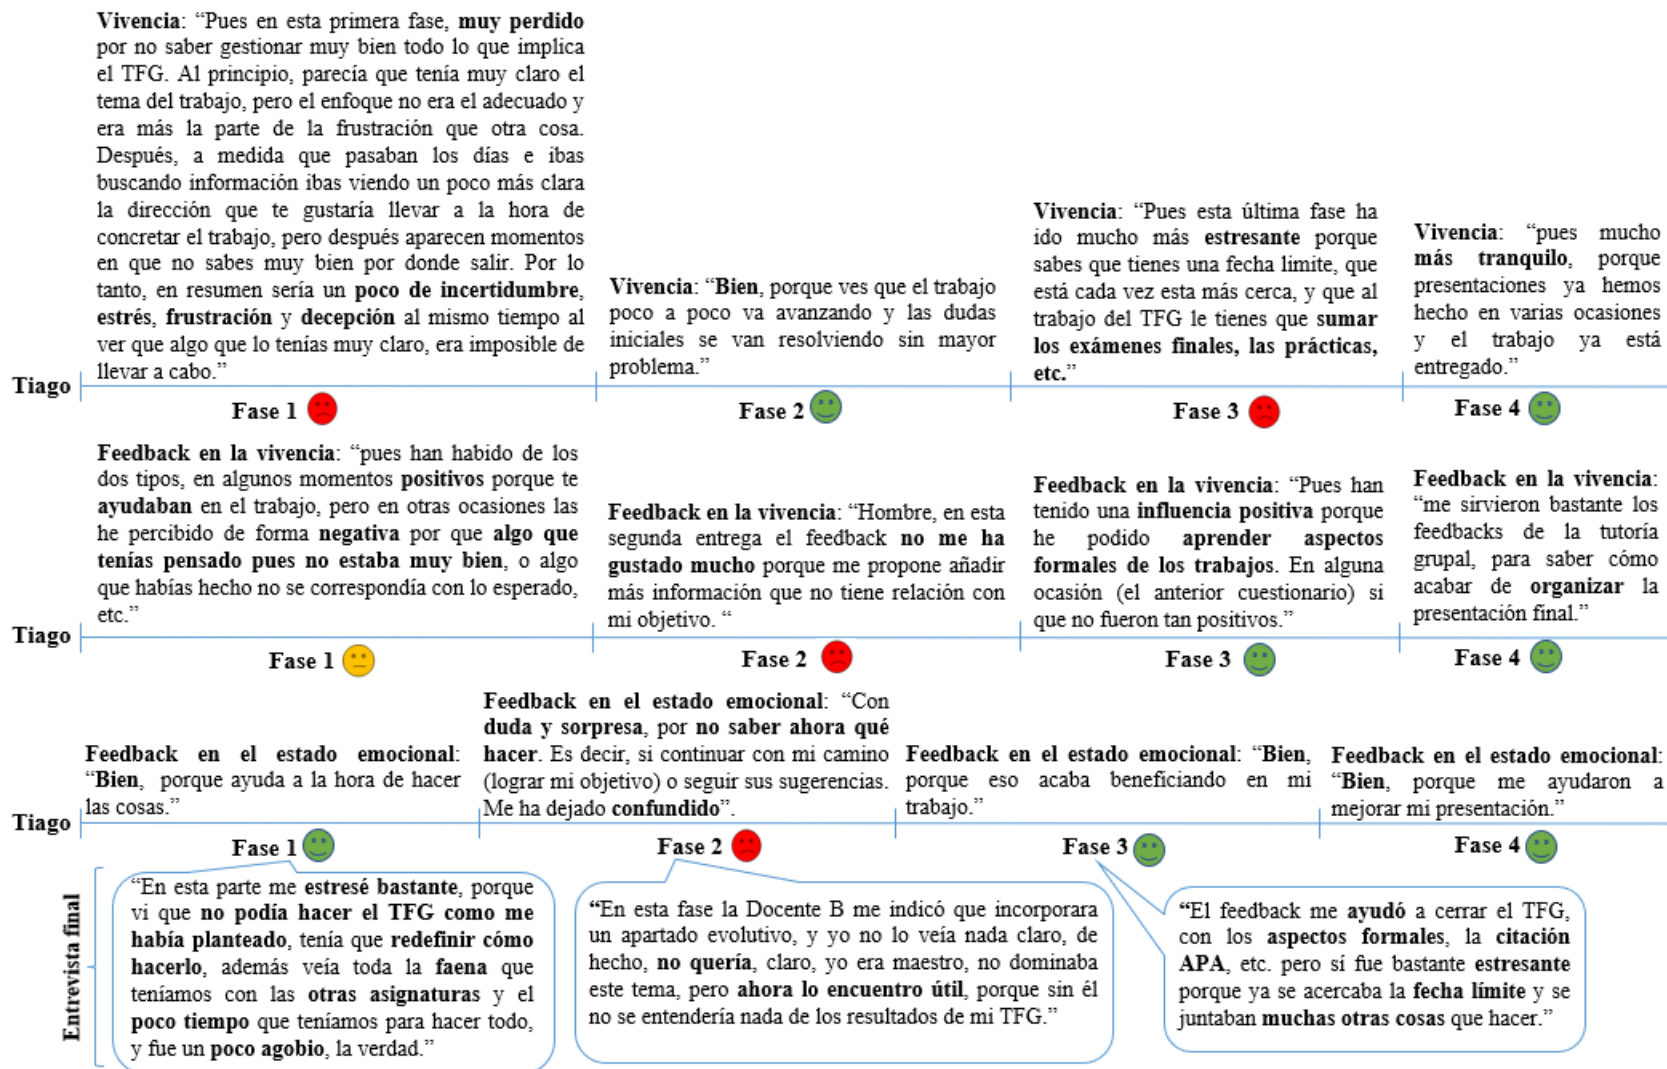 Vivencia: “Pues en esta primera fase, muy perdido
por no saber gestionar muy bien todo lo que implica
el TFG. Al principio, parecía que tenía muy claro el
tema del trabajo, pero el enfoque no era el adecuado y
era más la parte de la frustración que otra cosa.
Después, a medida que pasaban los días e ibas
buscando información ibas viendo un poco más clara
la dirección que te gustaría llevar a la hora de
concretar el trabajo, pero después aparecen momentos
en que no sabes muy bien por donde salir. Por lo
tanto, en resumen sería un poco de incertidumbre,
estrés, frustración y decepción al mismo tiempo al
ver que algo que lo tenías muy claro, era imposible de
llevar a cabo.”
Vivencia: “Bien, porque ves que el trabajo
poco a poco va avanzando y las dudas
iniciales se van resolviendo sin mayor
problema.”
Vivencia: “Pues esta última fase ha
ido mucho más estresante porque
sabes que tienes una fecha limite, que
está cada vez esta más cerca, y que al
trabajo del TFG le tienes que sumar
los exámenes finales, las prácticas,
etc.”
Vivencia: “pues mucho
más tranquilo, porque
presentaciones ya hemos
hecho en varias ocasiones
y el trabajo ya está
entregado.”
Tiago
Fase 1
Fase 2
Fase 3
Fase 4
Feedback en la vivencia: “pues han habido de los
dos tipos, en algunos momentos positivos porque te
ayudaban en el trabajo, pero en otras ocasiones las
he percibido de forma negativa por que algo que
tenías pensado pues no estaba muy bien, o algo
que habías hecho no se correspondía con lo esperado,
etc.”
Feedback en la vivencia: “Hombre, en esta
segunda entrega el feedback no me ha
gustado mucho porque me propone añadir
más información que no tiene relación con
mi objetivo. “
Feedback en la vivencia: “Pues han
tenido una influencia positiva porque
he podido aprender aspectos
formales de los trabajos. En alguna
ocasión (el anterior cuestionario) si
que no fueron tan positivos.”
Feedback en la vivencia:
“me sirvieron bastante los
feedbacks de la tutoría
grupal, para saber cómo
acabar de organizar la
presentación final.”
Tiago
Fase 1
Fase 2
Fase 3
Fase 4
Feedback en el estado emocional:
“Bien, porque ayuda a la hora de hacer
las cosas.”
Feedback en el estado emocional: “Con
duda y sorpresa, por no saber ahora qué
hacer. Es decir, si continuar con mi camino
(lograr mi objetivo) o seguir sus sugerencias.
Me ha dejado confundido”.
Feedback en el estado emocional: “Bien,
porque eso acaba beneficiando en mi
trabajo.”
Feedback en el estado emocional:
“Bien, porque me ayudaron a
mejorar mi presentación.”
Tiago
Fase 1
Fase 2
Fase 3
Fase 4
Entrevista final
“En esta parte me estresé bastante, porque
vi que no podía hacer el TFG como me
había planteado, tenía que redefinir cómo
hacerlo, además veía toda la faena que
teníamos con las otras asignaturas y el
poco tiempo que teníamos para hacer todo,
y fue un poco agobio, la verdad.”
“En esta fase la Docente B me indicó que incorporara
un apartado evolutivo, y yo no lo veía nada claro, de
hecho, no quería, claro, yo era maestro, no dominaba
este tema, pero ahora lo encuentro útil, porque sin él
no se entendería nada de los resultados de mi TFG.”
“El feedback me ayudó a cerrar el TFG,
con los aspectos formales, la citación
APA, etc. pero sí fue bastante estresante
porque ya se acercaba la fecha límite y se
juntaban muchas otras cosas que hacer.”